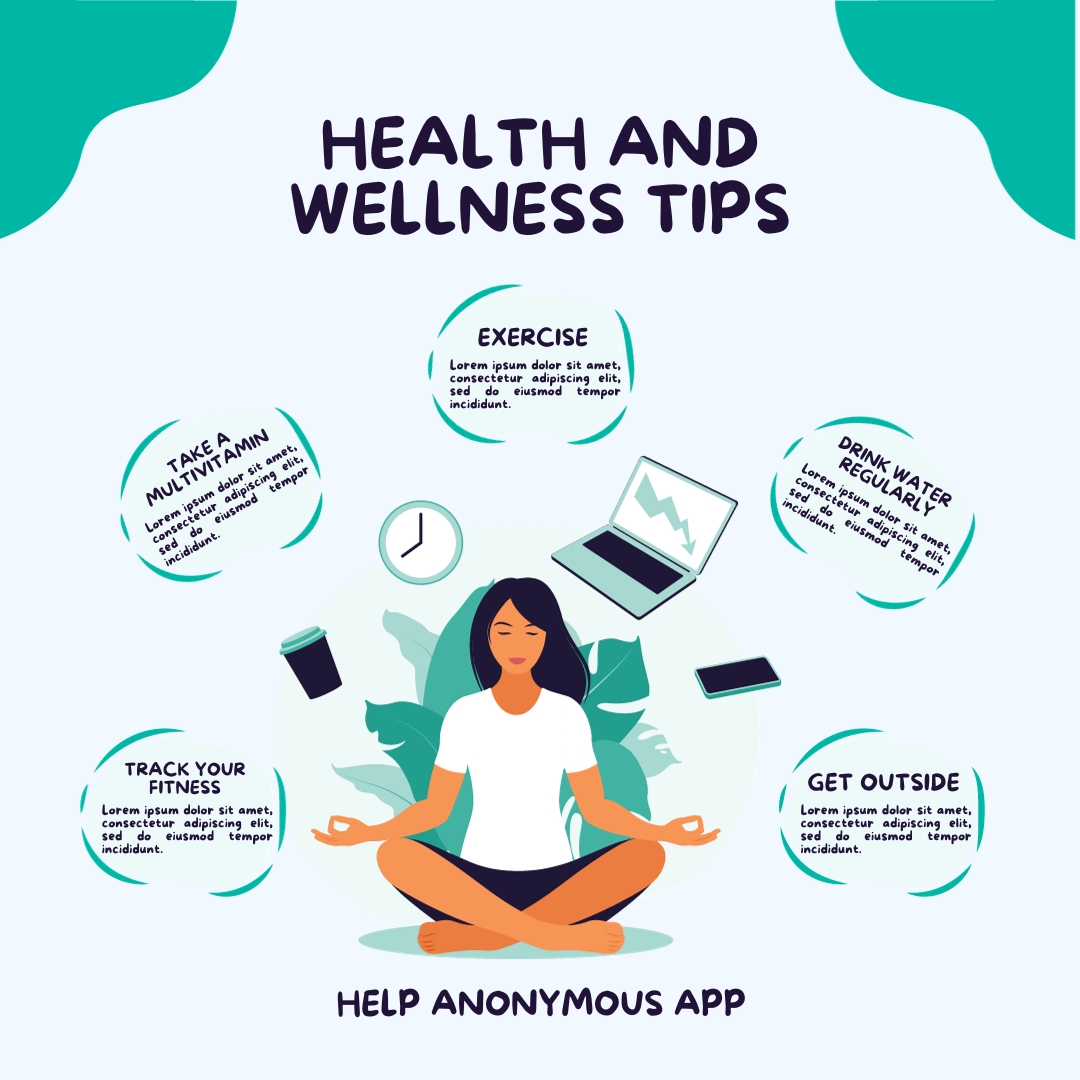 HEALTH AND
WELLNESS TIPS
EXERCISE
Lorem ipsum dolor sit amet,
consectetur adipiscing elit,
sed do eiusmod tempor
incididunt.
TAKE A
MULTIVITAMIN
Lorem ipsum dolor sit amet,
consectetur adipiscing elit,
sed do eiusmod tempor
incididunt.
DRINK WATER
REGULARLY
Lorem ipsum dolor sit amet,
consectetur adipiscing elit,
sed do eiusmod tempor
incididunt.
TRACK YOUR
FITNESS
Lorem ipsum dolor sit amet,
consectetur adipiscing elit,
sed do eiusmod tempor
incididunt.
GET OUTSIDE
Lorem ipsum dolor sit amet,
consectetur adipiscing elit,
sed do eiusmod tempor
incididunt.
HELP ANONYMOUS APP